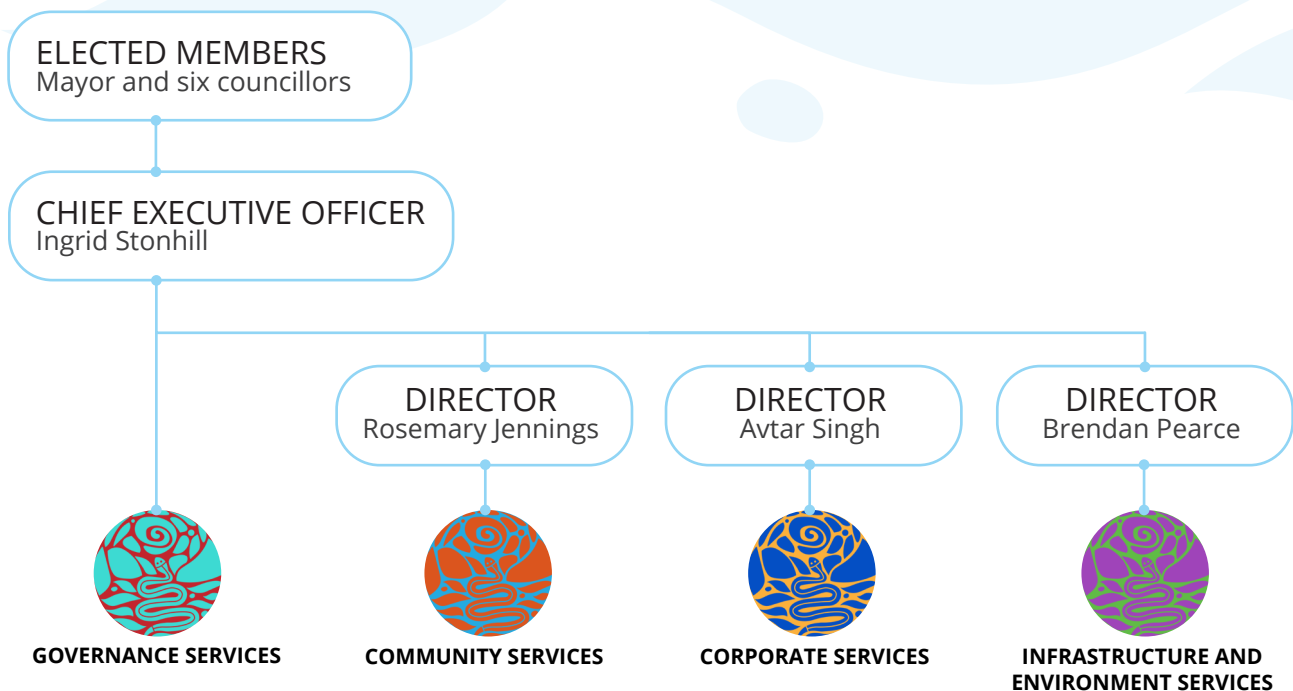 ELECTED MEMBERS
Mayor and six councillors
CHIEF EXECUTIVE OFFICER
Ingrid Stonhill
DIRECTOR
Rosemary Jennings
DIRECTOR
Avtar Singh
DIRECTOR
Brendan Pearce
GOVERNANCE SERVICES
COMMUNITY SERVICES
CORPORATE SERVICES
INFRASTRUCTURE AND
ENVIRONMENT SERVICES